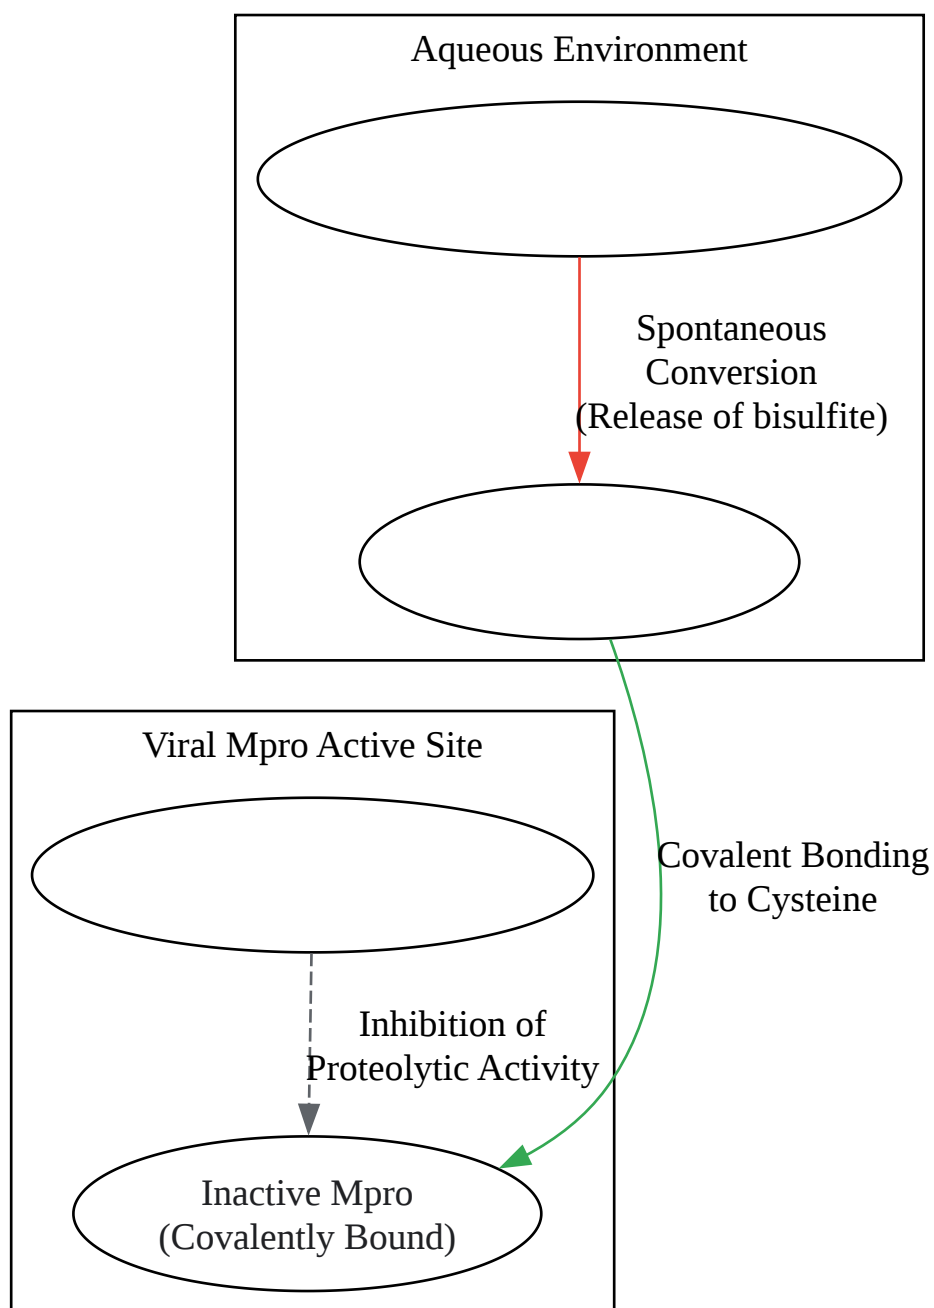 Aqueous Environment
Spontaneous
Conversion
(Release of bisulfite)
Viral Mpro Active Site
Covalent Bonding
to Cysteine
Inhibition of
Proteolytic Activity
Inactive Mpro
(Covalently Bound)